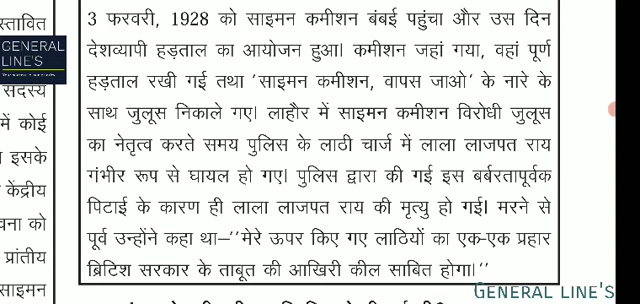 स्तावित
GENERAL
LINE'S
सदस्य
में कोई
इसके
केंद्रीय
वना को
प्रांतीय
साइमन
3 फरवरी, 1928 को साइमन कमीशन बंबई पहुंचा और उस दिन
देशव्यापी हड़ताल का आयोजन हुआ। कमीशन जहां गया, वहां पूर्ण
हड़ताल रखी गई तथा 'साइमन कमीशन, वापस जाओ' के नारे के
साथ जुलूस निकाले गए। लाहौर में साइमन कमीशन विरोधी जुलूस
का नेतृत्व करते समय पुलिस के लाठी चार्ज में लाला लाजपत राय
गंभीर रूप से घायल हो गए। पुलिस द्वारा की गई इस बर्बरतापूर्वक
पिटाई के कारण ही लाला लाजपत राय की मृत्यु हो गई। मरने से
पूर्व उन्होंने कहा था–''मेरे ऊपर किए गए लाठियों का एक-एक प्रहार
ब्रिटिश सरकार के ताबूत की आखिरी कील साबित होगा।''
GENERAL LINE'S